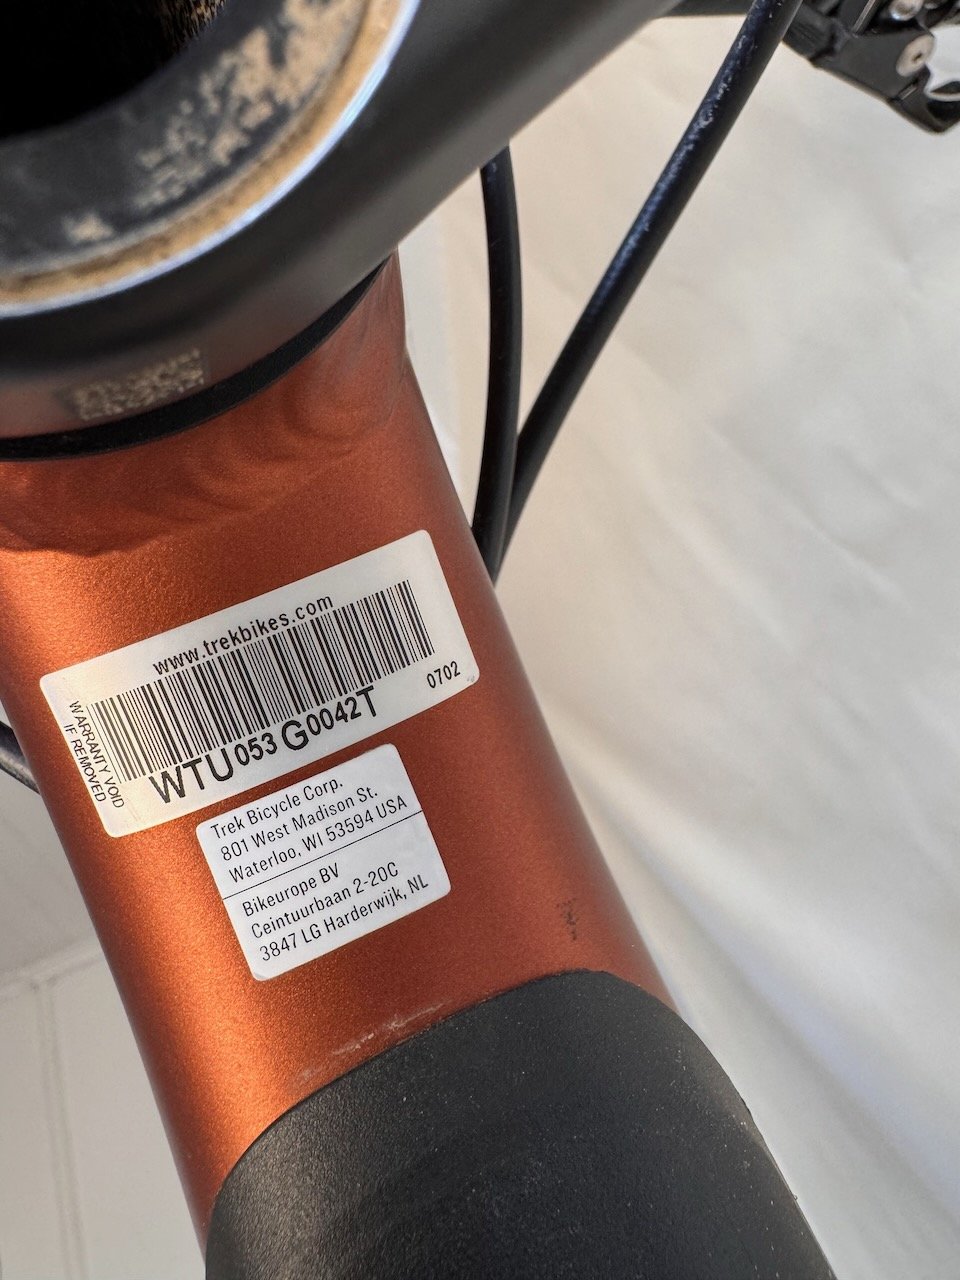 www.trekbikes.com
WARRANTY VOID
IF REMOVED
WTU053G0042T
0702
Trek Bicycle Corp.
801 West Madison St.
Waterloo, WI 53594 USA
Bikeurope BV
Ceintuurbaan 2-20C
3847 LG Harderwijk, NL